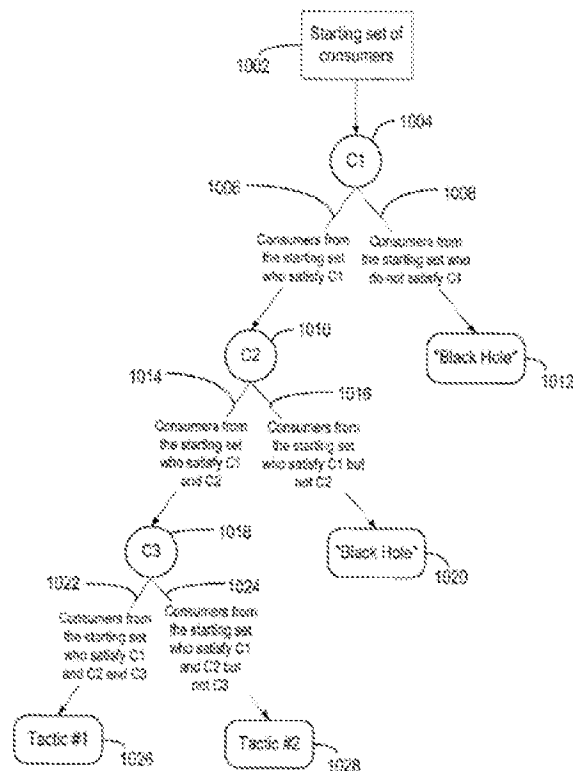 Starting set of
consumers
1002
1004
C1
1006
1008
Consumers from
the starting set
who satisfy C1
Consumers from
the starting set who
do not satisfy C1
1010
C2
"Black Hole"
1012
1014
1016
Consumers from
the starting set
who satisfy C1
and C2
Consumers from
the starting set
who satisfy C1 but
not C2
1018
C3
"Black Hole"
1020
1022
1024
Consumers from
the starting set
who satisfy C1
and C2 and C3
Consumers from
the starting set
who satisfy C1
and C2 but
not C3
Tactic #1
1026
Tactic #2
1028